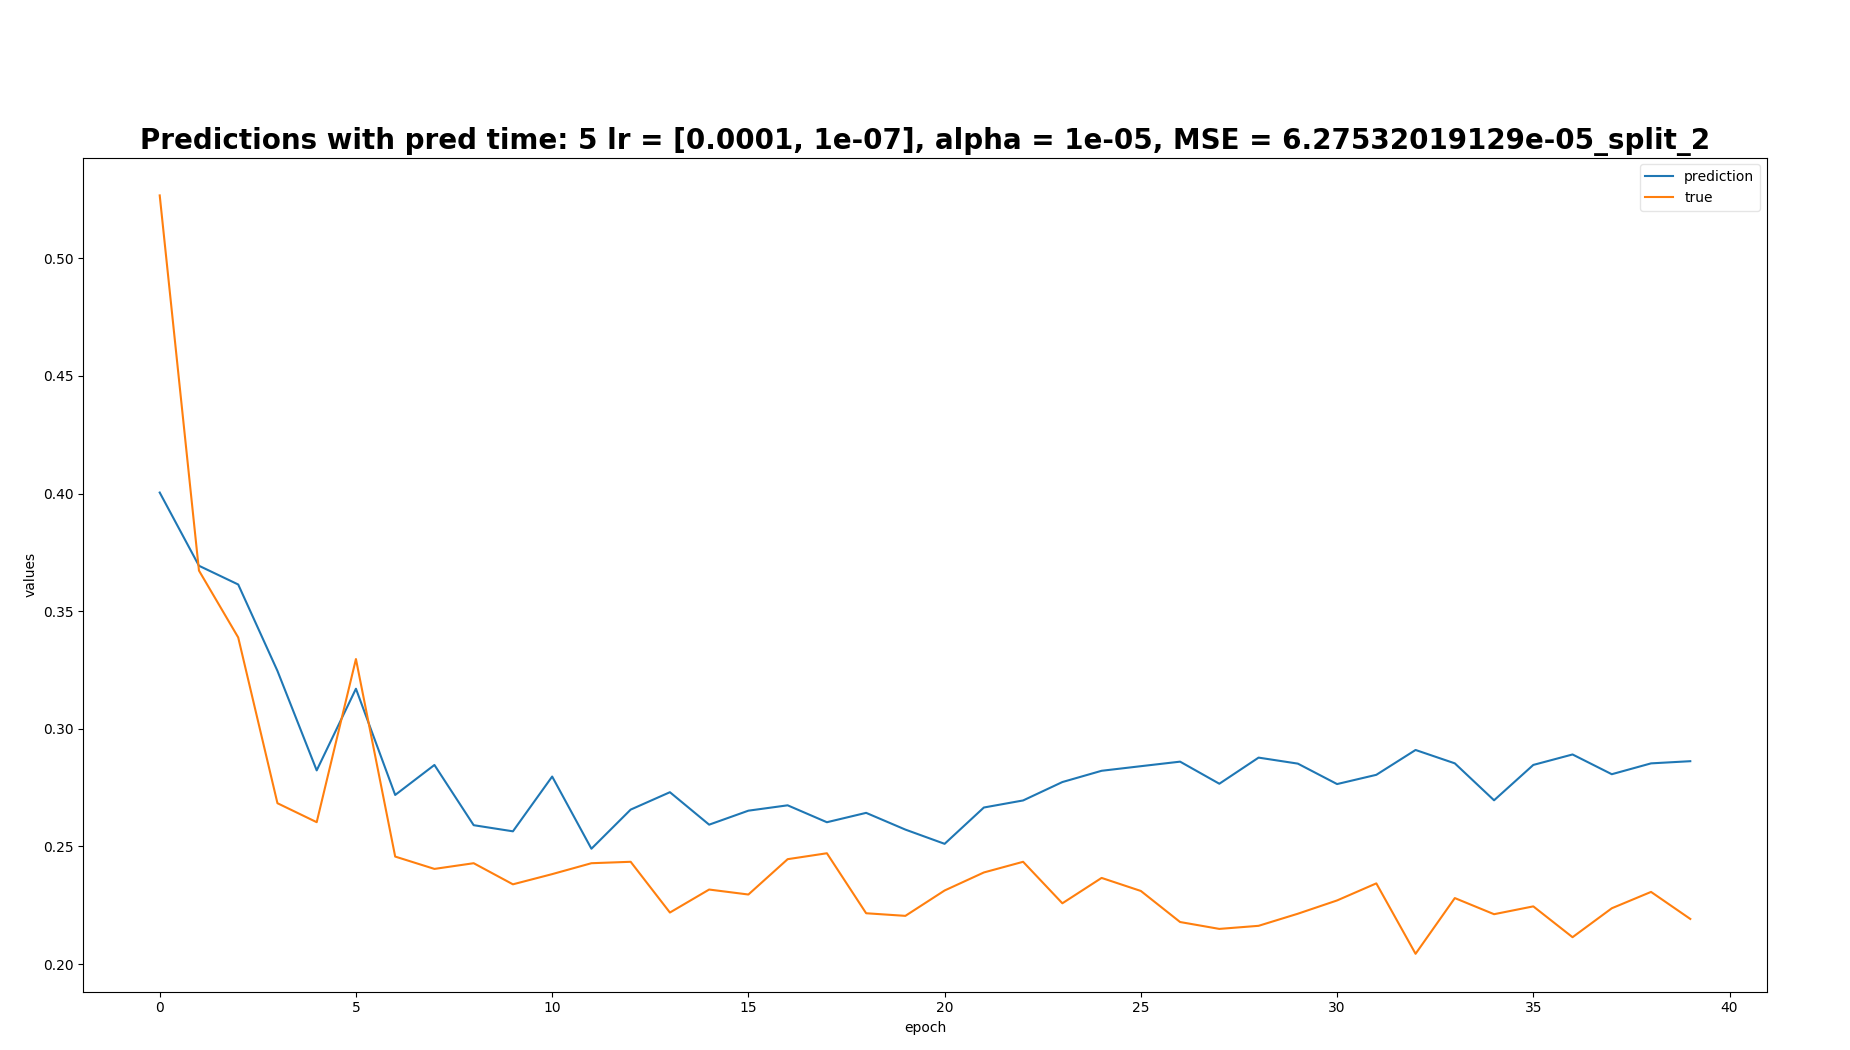 Predictions with pred time: 5 lr = [0.0001, 1e-07], alpha = 1e-05, MSE = 6.27532019129e-05_split_2
prediction
true
0.50
0.45
0.40
0.35
0.30
0.25
0.20
values
0 5 10 15 20 25 30 35 40
epoch